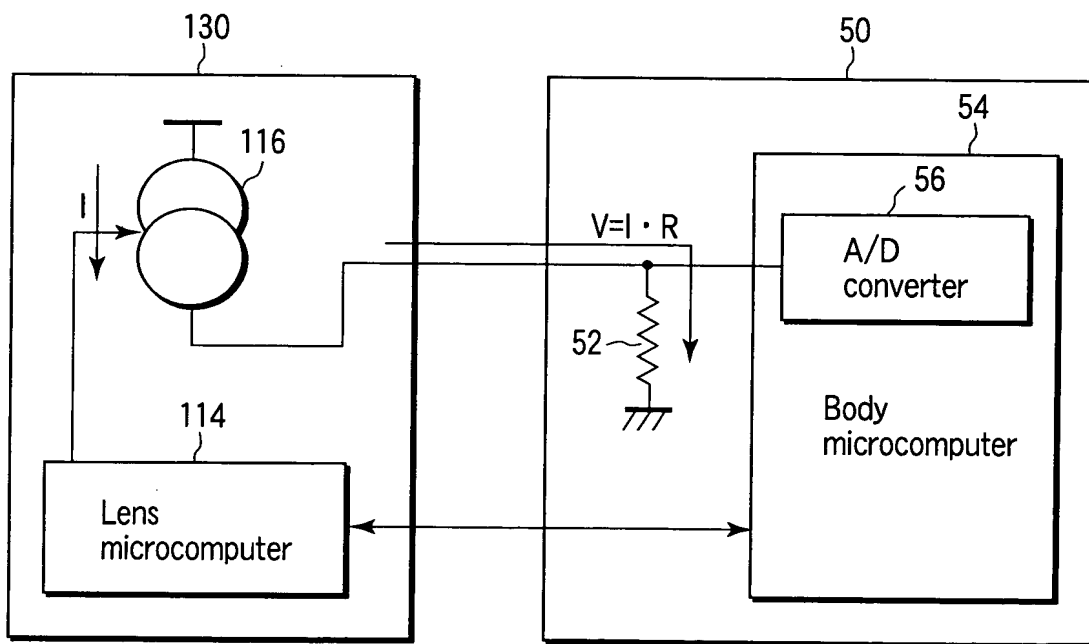 130
50
116
54
56
I
V=I・R
A/D
converter
52
114
Body
microcomputer
Lens
microcomputer